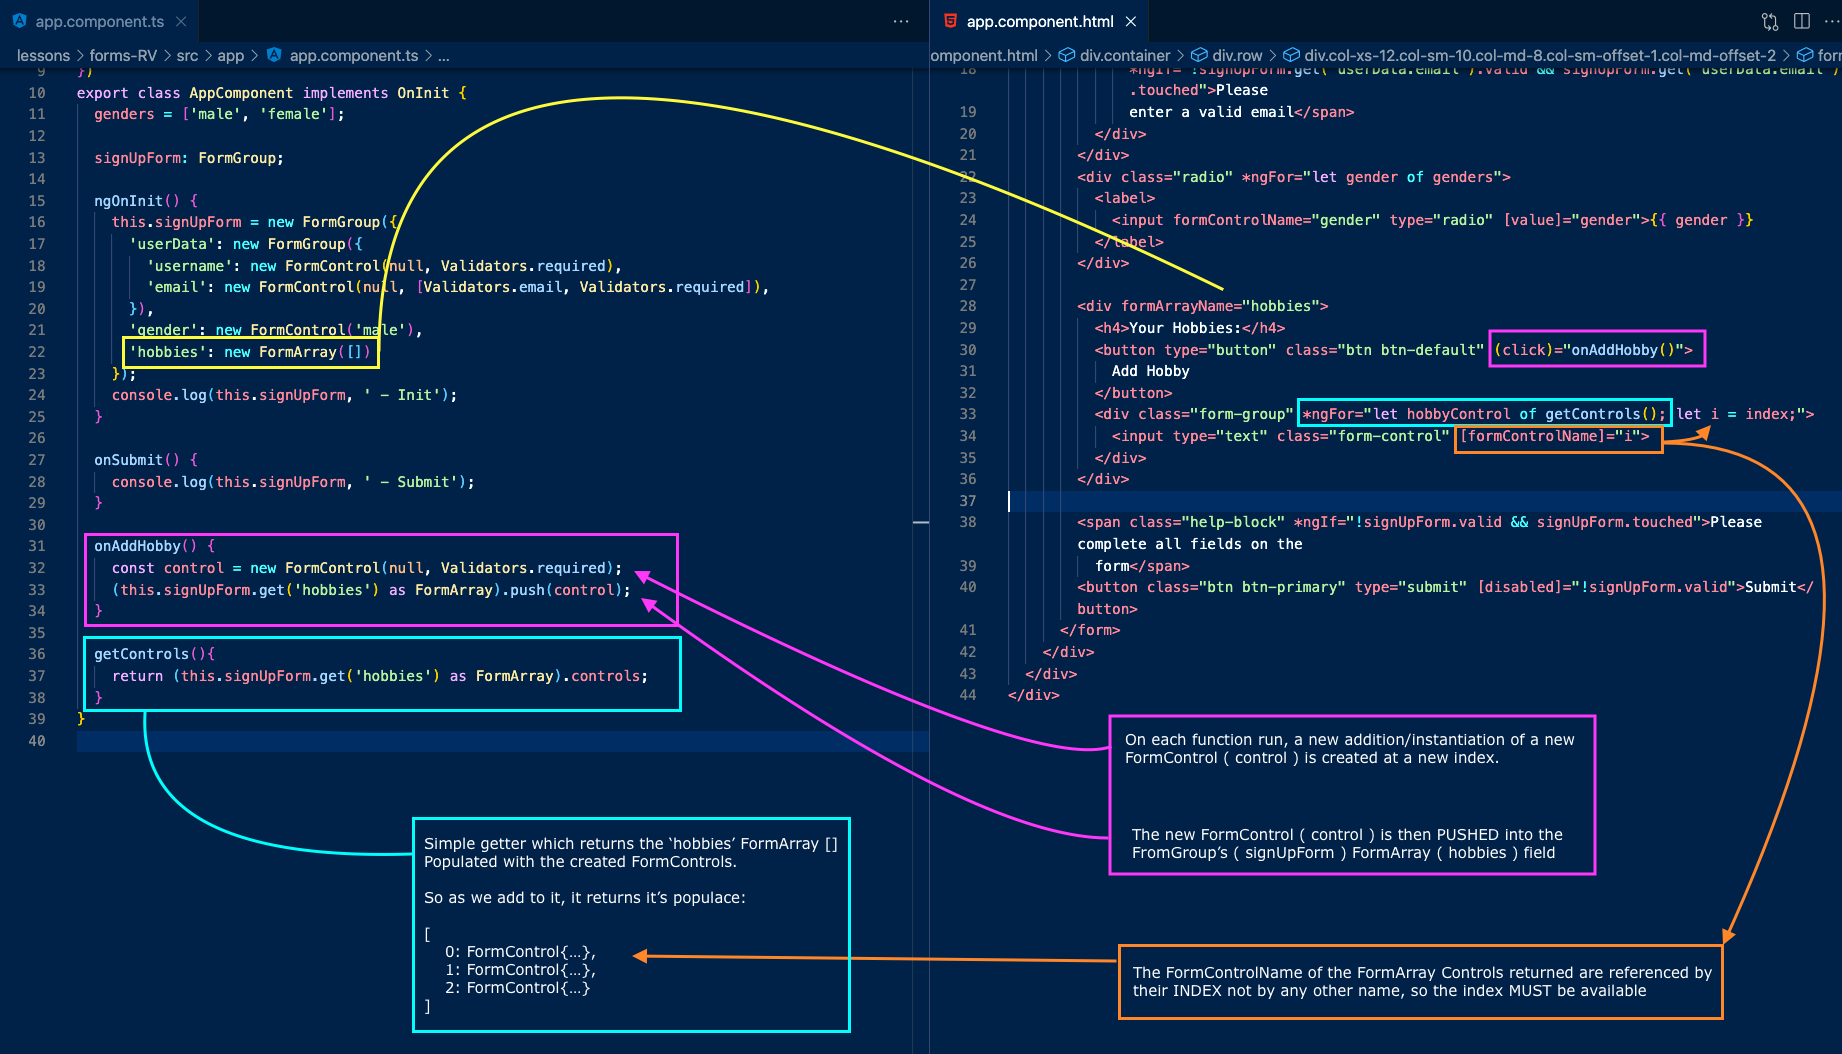 app.component.ts
lessons > forms-RV > src > app > app.component.ts > ...
9 })
10 export class AppComponent implements OnInit {
11 genders = ['male', 'female'];
12
13 signUpForm: FormGroup;
14
15 ngOnInit() {
16 this.signUpForm = new FormGroup({
17 'userData': new FormGroup({
18 'username': new FormControl(null, Validators.required),
19 'email': new FormControl(null, [Validators.email, Validators.required]),
20 }),
21 'gender': new FormControl('male'),
22 'hobbies': new FormArray([])
23 });
24 console.log(this.signUpForm, ' - Init');
25 }
26
27 onSubmit() {
28 console.log(this.signUpForm, ' - Submit');
29 }
30
31 onAddHobby() {
32 const control = new FormControl(null, Validators.required);
33 (this.signUpForm.get('hobbies') as FormArray).push(control);
34 }
35
36 getControls(){
37 return (this.signUpForm.get('hobbies') as FormArray).controls;
38 }
39 }
40
Simple getter which returns the ‘hobbies’ FormArray []
Populated with the created FormControls.
So as we add to it, it returns it’s populace:
[
0: FormControl{...},
1: FormControl{...},
2: FormControl{...}
]
app.component.html
omponent.html > div.container > div.row > div.col-xs-12.col-sm-10.col-md-8.col-sm-offset-1.col-md-offset-2 > for
18 *ngIf="!signUpForm.get('userData.email').valid && signUpForm.get('userData.email')
.touched">Please
19 enter a valid email</span>
20 </div>
21 </div>
22 <div class="radio" *ngFor="let gender of genders">
23 <label>
24 <input formControlName="gender" type="radio" [value]="gender">{{ gender }}
25 </label>
26 </div>
27
28 <div formArrayName="hobbies">
29 <h4>Your Hobbies:</h4>
30 <button type="button" class="btn btn-default" (click)="onAddHobby()">
31 Add Hobby
32 </button>
33 <div class="form-group" *ngFor="let hobbyControl of getControls(); let i = index;">
34 <input type="text" class="form-control" [formControlName]="i">
35 </div>
36 </div>
37
38 <span class="help-block" *ngIf="!signUpForm.valid && signUpForm.touched">Please
complete all fields on the
39 form</span>
40 <button class="btn btn-primary" type="submit" [disabled]="!signUpForm.valid">Submit</
button>
41 </form>
42 </div>
43 </div>
44 </div>
On each function run, a new addition/instantiation of a new
FormControl ( control ) is created at a new index.
The new FormControl ( control ) is then PUSHED into the
FromGroup’s ( signUpForm ) FormArray ( hobbies ) field
The FormControlName of the FormArray Controls returned are referenced by
their INDEX not by any other name, so the index MUST be available